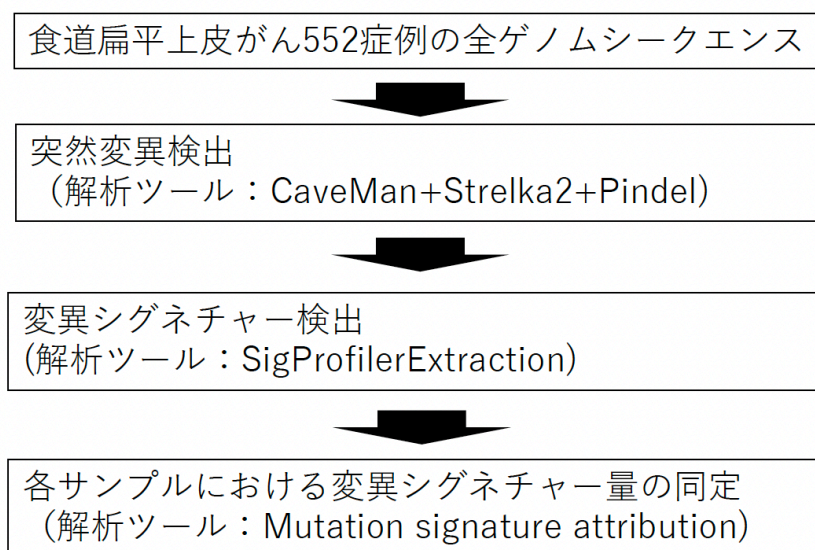 食道扁平上皮がん552症例の全ゲノムシークエンス
突然変異検出
（解析ツール：CaveMan+Strelka2+Pindel)
変異シグネチャー検出
(解析ツール：SigProfilerExtraction)
各サンプルにおける変異シグネチャー量の同定
（解析ツール：Mutation signature attribution)